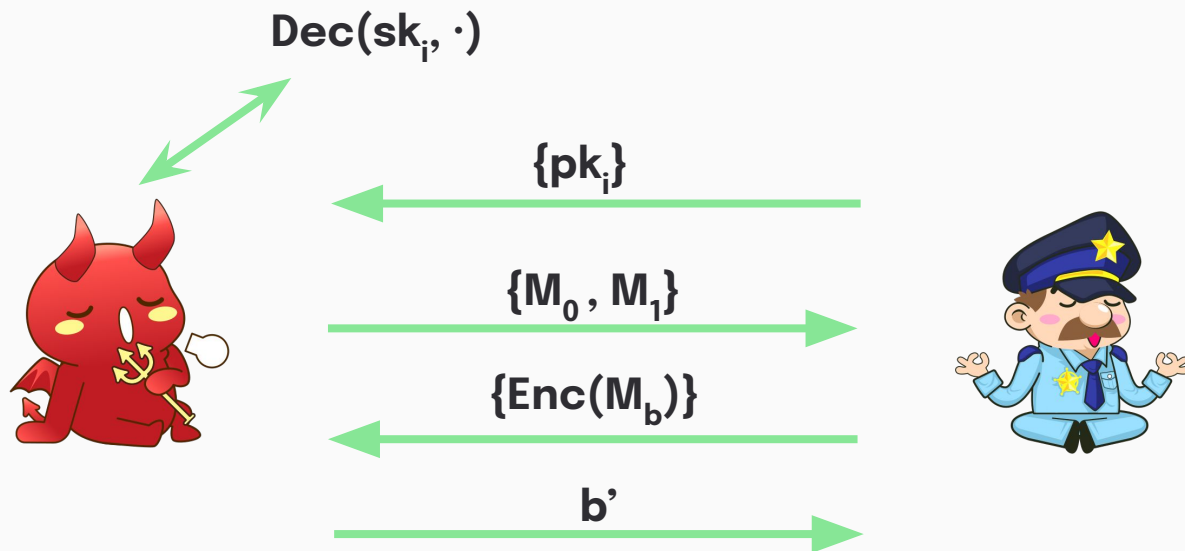 Dec(skᵢ, ·)
{pkᵢ}
{M₀ , M₁}
{Enc(M_b)}
b’